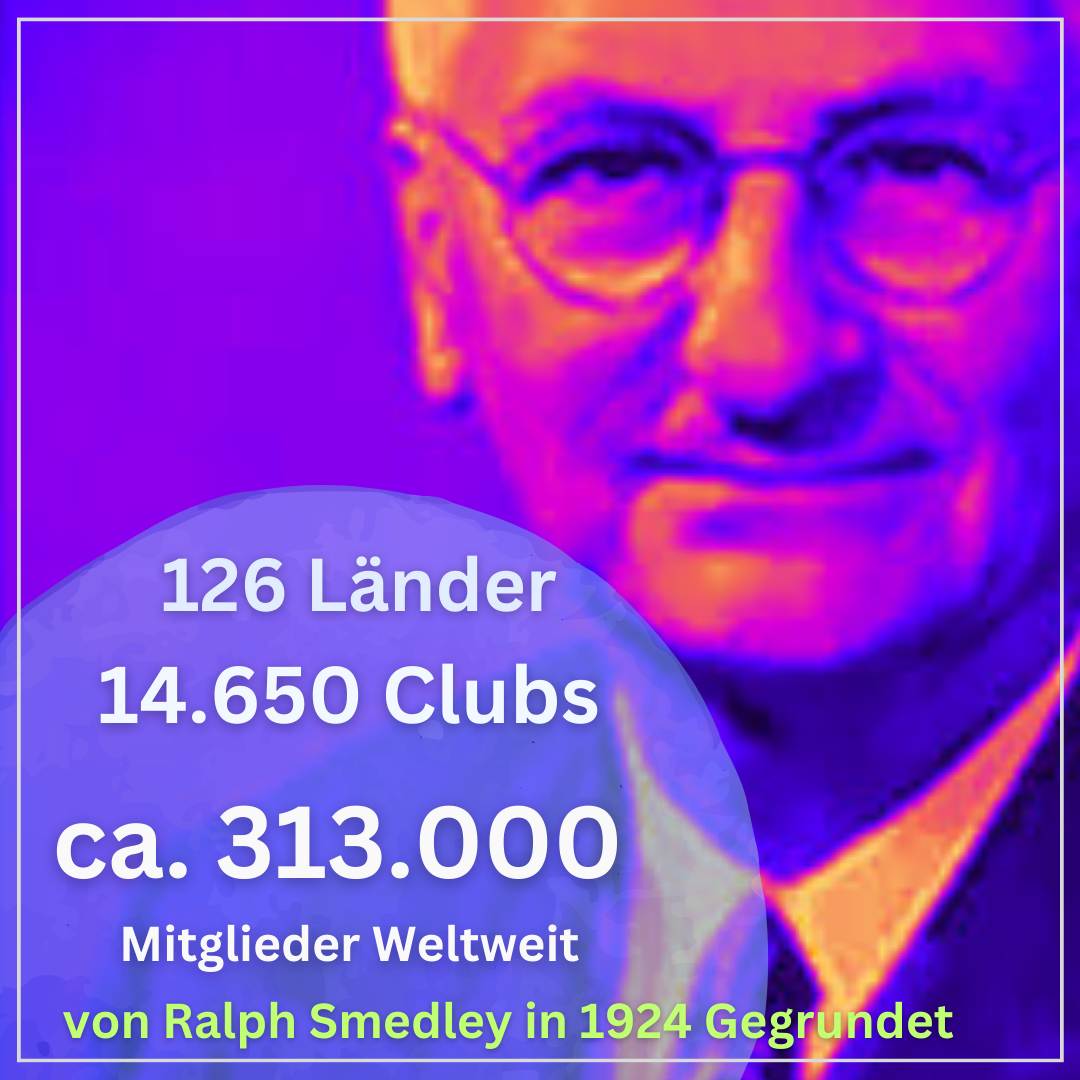 126 Länder
14.650 Clubs
ca. 313.000
Mitglieder Weltweit
von Ralph Smedley in 1924 Gegrundet